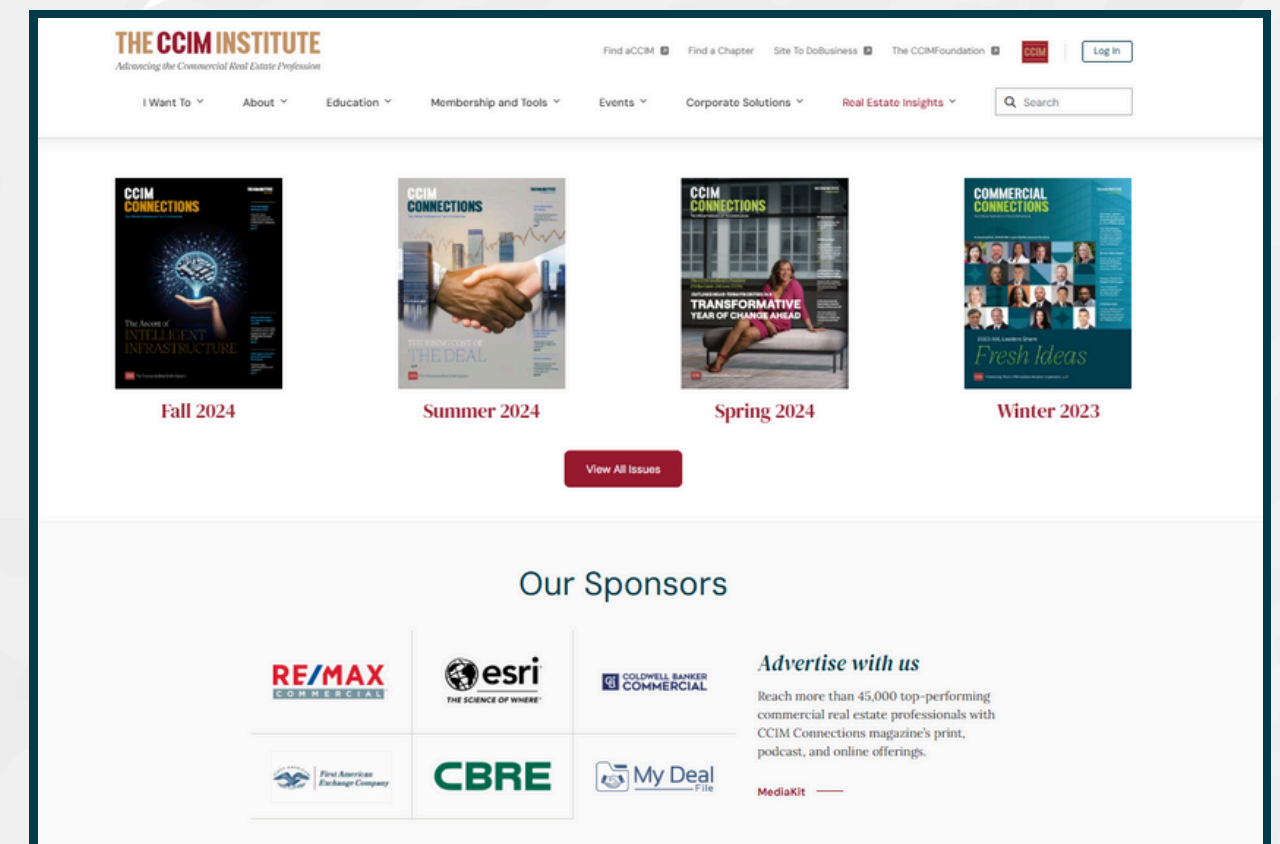 THE CCIM INSTITUTE
Advancing the Commercial Real Estate Profession
Find aCCIM
Find a Chapter
Site To DoBusiness
The CCIMFoundation
CCIM
Log In
I Want To
About
Education
Membership and Tools
Events
Corporate Solutions
Real Estate Insights
Search
CCIM
CONNECTIONS
The Ascent of
INTELLIGENT
INFRASTRUCTURE
Fall 2024
CCIM
CONNECTIONS
THE RISING COST OF
THE DEAL
Summer 2024
CCIM
CONNECTIONS
TRANSFORMATIVE
YEAR OF CHANGE AHEAD
Spring 2024
COMMERCIAL
CONNECTIONS
Fresh Ideas
Winter 2023
View All Issues
Our Sponsors
RE/MAX
COMMERCIAL
esri
THE SCIENCE OF WHERE
COLDWELL BANKER
COMMERCIAL
First American
Exchange Company
CBRE
My Deal
File
Advertise with us
Reach more than 45,000 top-performing
commercial real estate professionals with
CCIM Connections magazine's print,
podcast, and online offerings.
MediaKit